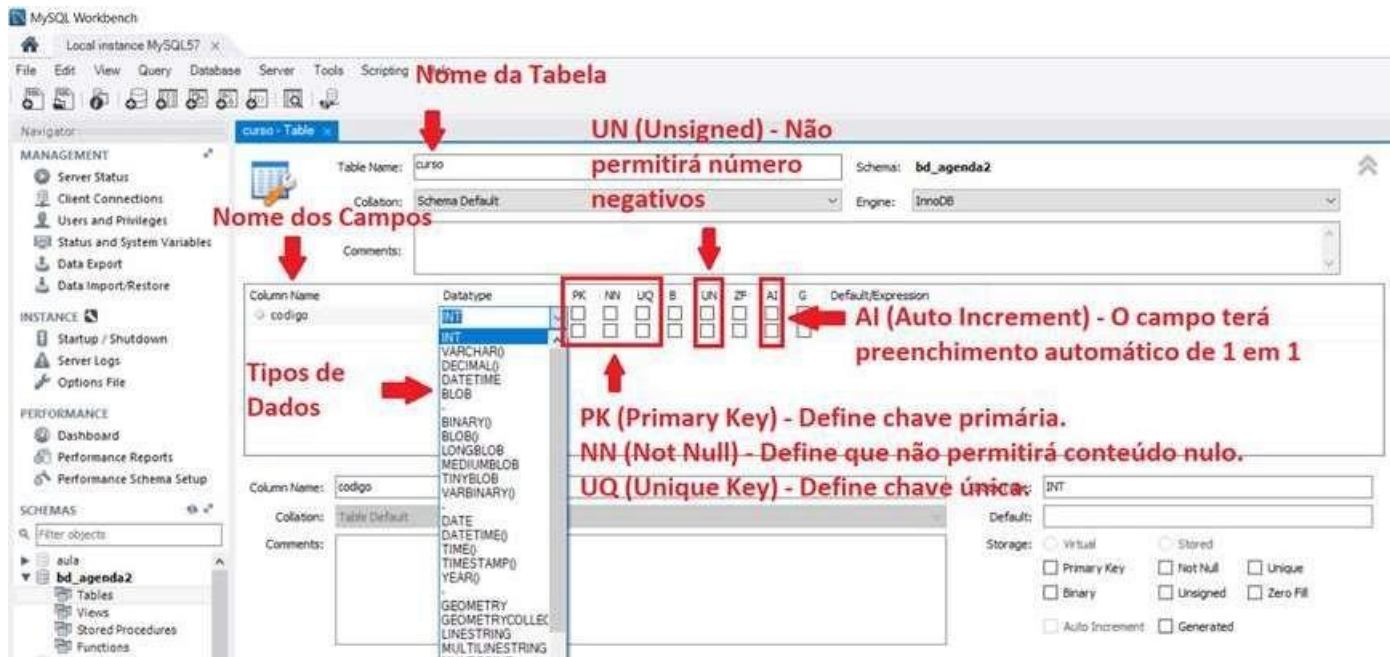 MySQL Workbench
Local instance MySQL57 ×
File Edit View Query Database Server Tools Scripting
Nome da Tabela
Navigator
curso - Table ×
UN (Unsigned) - Não
permitirá número
negativos
MANAGEMENT
Server Status
Client Connections
Users and Privileges
Status and System Variables
Data Export
Data Import/Restore
Table Name: curso
Schema: bd_agenda2
Collation: Schema Default
Engine: InnoDB
Nome dos Campos
Comments:
Column Name Datatype PK NN UQ B UN ZF AI G Default/Expression
codigo INT
AI (Auto Increment) - O campo terá
preenchimento automático de 1 em 1
INSTANCE
Startup / Shutdown
Server Logs
Options File
Tipos de
Dados
INT
VARCHAR()
DECIMAL()
DATETIME
BLOB
-
BINARY()
BLOB()
LONGBLOB
MEDIUMBLOB
TINYBLOB
VARBINARY()
-
DATE
DATETIME()
TIME()
TIMESTAMP()
YEAR()
-
GEOMETRY
GEOMETRYCOLLEC
LINESTRING
MULTILINESTRING
PK (Primary Key) - Define chave primária.
NN (Not Null) - Define que não permitirá conteúdo nulo.
UQ (Unique Key) - Define chave única.
PERFORMANCE
Dashboard
Performance Reports
Performance Schema Setup
SCHEMAS
Filter objects
aula
bd_agenda2
Tables
Views
Stored Procedures
Functions
Column Name: codigo
INT
Collation: Table Default
Default:
Comments:
Storage: Virtual Stored
Primary Key Not Null Unique
Binary Unsigned Zero Fill
Auto Increment Generated